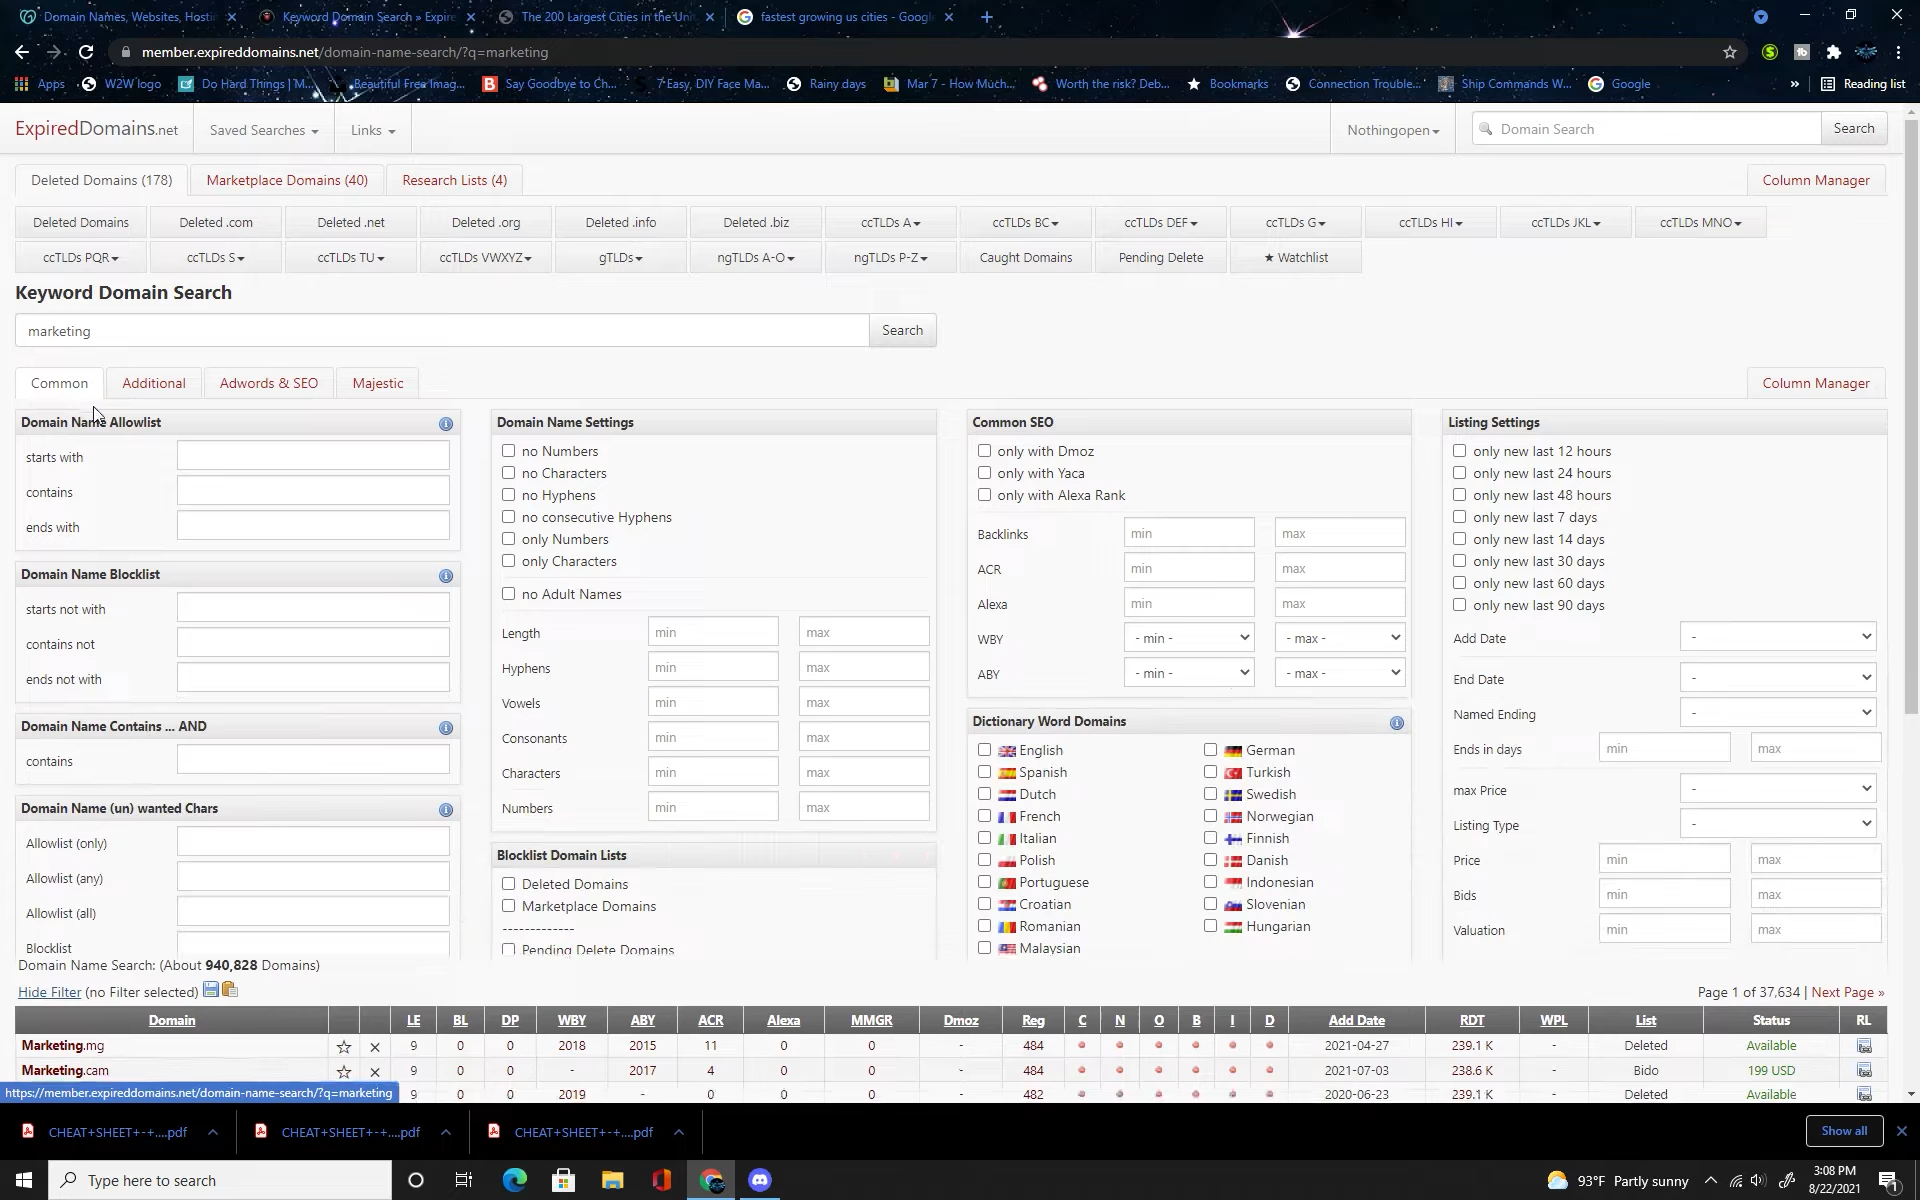 Domain Names, Websites, Hostin
Keyword Domain Search » Expire
The 200 Largest Cities in the Uni
fastest growing us cities - Google
member.expireddomains.net/domain-name-search/?q=marketing
Apps
W2W logo
Do Hard Things | M...
Beautiful Free Imag...
Say Goodbye to Ch...
7 Easy, DIY Face Ma...
Rainy days
Mar 7 - How Much...
Worth the risk? Deb...
Bookmarks
Connection Trouble...
Ship Commands W...
Google
»
Reading list
ExpiredDomains.net
Saved Searches
Links
Nothingopen
Domain Search
Search
Deleted Domains (178)
Marketplace Domains (40)
Research Lists (4)
Column Manager
Deleted Domains
Deleted .com
Deleted .net
Deleted .org
Deleted .info
Deleted .biz
ccTLDs A
ccTLDs BC
ccTLDs DEF
ccTLDs G
ccTLDs HI
ccTLDs JKL
ccTLDs MNO
ccTLDs PQR
ccTLDs S
ccTLDs TU
ccTLDs VWXYZ
gTLDs
ngTLDs A-O
ngTLDs P-Z
Caught Domains
Pending Delete
★ Watchlist
Keyword Domain Search
marketing
Search
Common
Additional
Adwords & SEO
Majestic
Column Manager
Domain Name Allowlist
starts with
contains
ends with
Domain Name Blocklist
starts not with
contains not
ends not with
Domain Name Contains ... AND
contains
Domain Name (un) wanted Chars
Allowlist (only)
Allowlist (any)
Allowlist (all)
Blocklist
Domain Name Settings
no Numbers
no Characters
no Hyphens
no consecutive Hyphens
only Numbers
only Characters
no Adult Names
Length min max
Hyphens min max
Vowels min max
Consonants min max
Characters min max
Numbers min max
Blocklist Domain Lists
Deleted Domains
Marketplace Domains
-------------
Pending Delete Domains
Common SEO
only with Dmoz
only with Yaca
only with Alexa Rank
Backlinks min max
ACR min max
Alexa min max
WBY - min - - max -
ABY - min - - max -
Dictionary Word Domains
English German
Spanish Turkish
Dutch Swedish
French Norwegian
Italian Finnish
Polish Danish
Portuguese Indonesian
Croatian Slovenian
Romanian Hungarian
Malaysian
Listing Settings
only new last 12 hours
only new last 24 hours
only new last 48 hours
only new last 7 days
only new last 14 days
only new last 30 days
only new last 60 days
only new last 90 days
Add Date -
End Date -
Named Ending -
Ends in days min max
max Price -
Listing Type -
Price min max
Bids min max
Valuation min max
Domain Name Search: (About 940,828 Domains)
Hide Filter (no Filter selected)
Page 1 of 37,634 | Next Page »
Domain LE BL DP WBY ABY ACR Alexa MMGR Dmoz Reg C N O B I D Add Date RDT WPL List Status RL
Marketing.mg 9 0 0 2018 2015 11 0 0 - 484 2021-04-27 239.1 K - Deleted Available
Marketing.cam 9 0 0 - 2017 4 0 0 - 484 2021-07-03 238.6 K - Bido 199 USD
9 0 0 2019 - 0 0 0 - 482 2020-06-23 239.1 K - Deleted Available
https://member.expireddomains.net/domain-name-search/?q=marketing
CHEAT+SHEET+-+....pdf
CHEAT+SHEET+-+....pdf
CHEAT+SHEET+-+....pdf
Show all
Type here to search
93°F Partly sunny
3:08 PM
8/22/2021
1